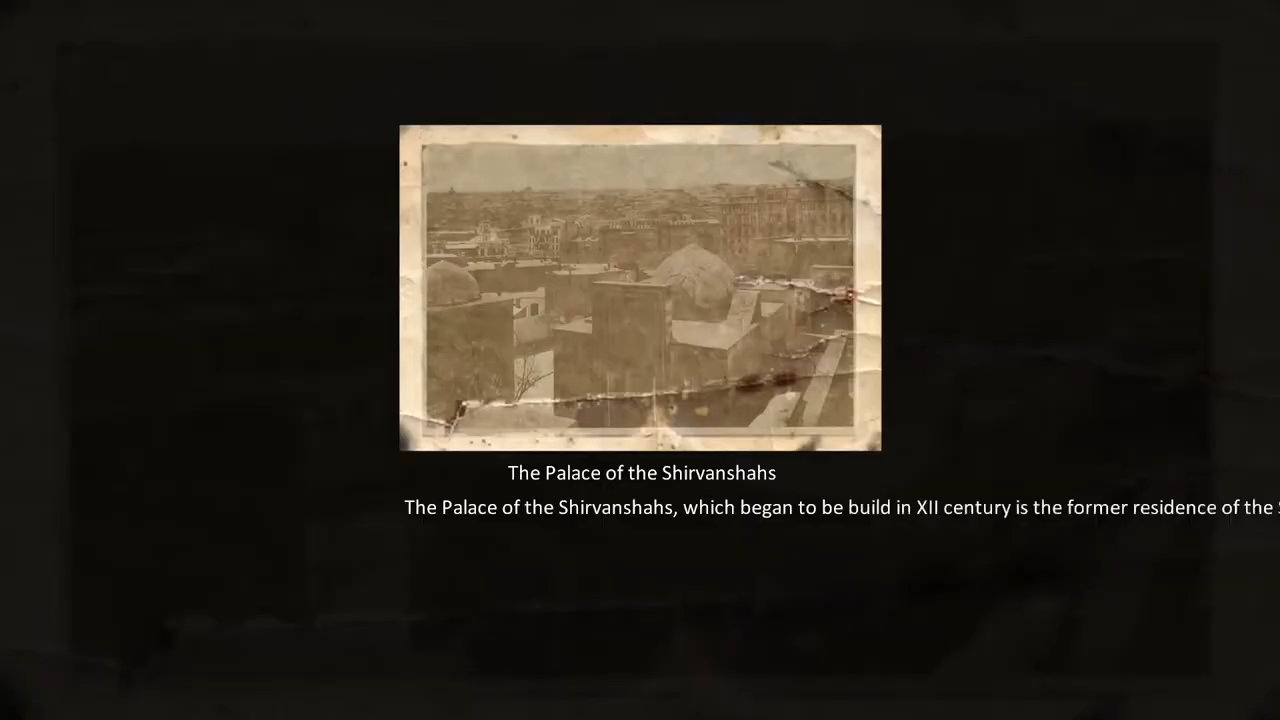 The Palace of the Shirvanshahs
The Palace of the Shirvanshahs, which began to be build in XII century is the former residence of the